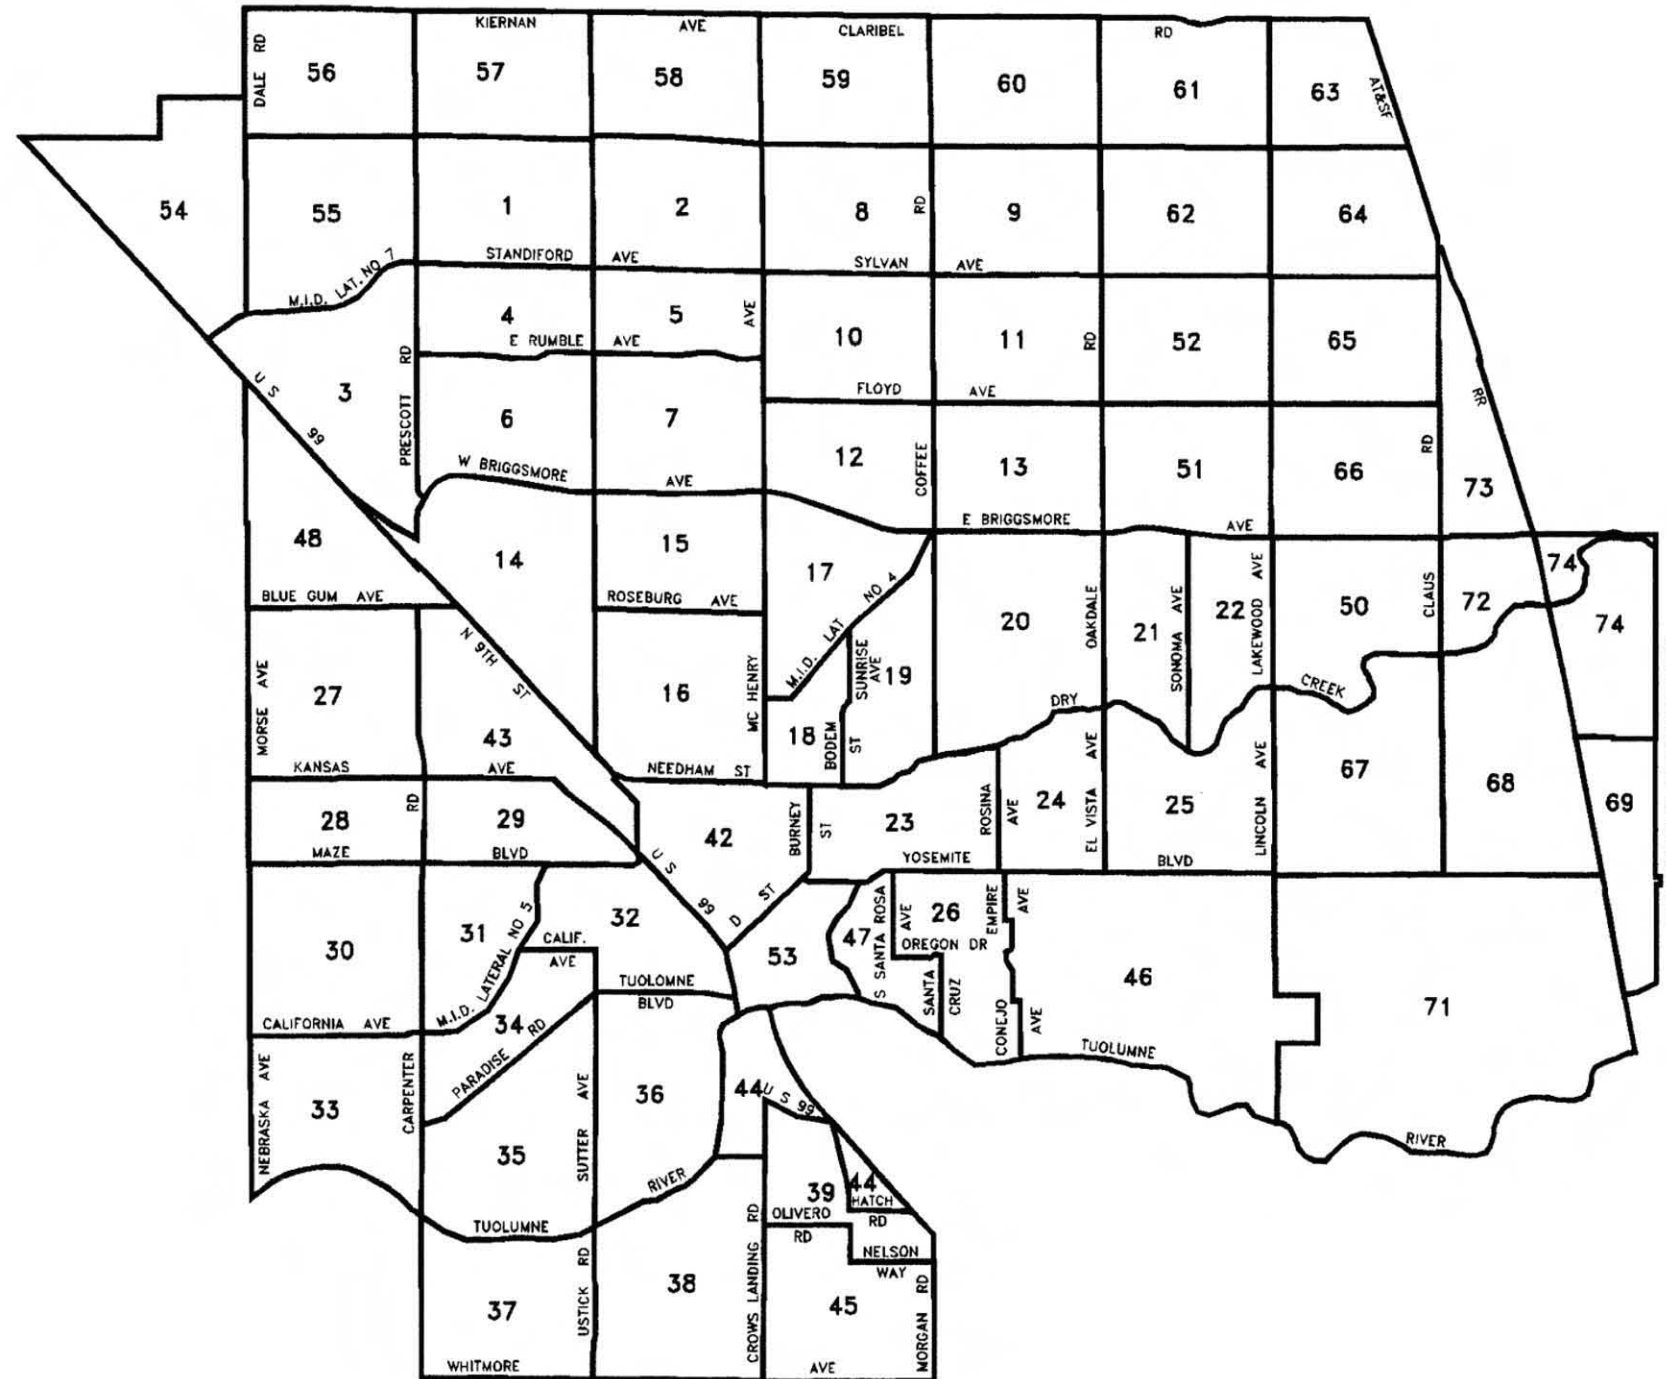 KIERNAN AVE CLARIBEL RD
DALE RD
56 57 58 59 60 61 63
AT&SF
54 55 1 2 8 RD 9 62 64
M.I.D. LAT. NO 7
STANDIFORD AVE SYLVAN AVE
4 5 AVE 10 11 RD 52 65
E RUMBLE AVE
U S 99
3
PRESCOTT RD
FLOYD AVE
RR
6 7 12 COFFEE 13 51 66 RD 73
W BRIGGSMORE AVE
E BRIGGSMORE AVE
48 14 15 17
M.I.D. LAT NO 4
20 OAKDALE 21 SONOMA AVE 22 LAKEWOOD AVE 50 CLAUS 72 74 74
BLUE GUM AVE
ROSEBURG AVE
N 9TH ST
MORSE AVE
27 43 16 MC HENRY 18 BODEM ST SUNRISE AVE 19
DRY CREEK
KANSAS AVE
NEEDHAM ST
28 RD 29 42 BURNEY ST 23 ROSINA AVE 24 EL VISTA AVE 25 LINCOLN AVE 67 68 69
MAZE BLVD
U S 99
D ST
YOSEMITE BLVD
30 31 M.I.D. LATERAL NO 5 32 53 47 S SANTA ROSA AVE 26 EMPIRE AVE 46 71
CALIF. AVE
OREGON DR
SANTA CRUZ
CONEJO AVE
TUOLOMNE BLVD
CALIFORNIA AVE
34 PARADISE RD
TUOLUMNE RIVER
NEBRASKA AVE
33 CARPENTER 35 SUTTER AVE 36 44 U S 99
RIVER
39 44
HATCH RD
OLIVERO RD
TUOLUMNE
NELSON WAY
37 USTICK RD 38 CROWS LANDING RD 45 MORGAN RD
WHITMORE AVE